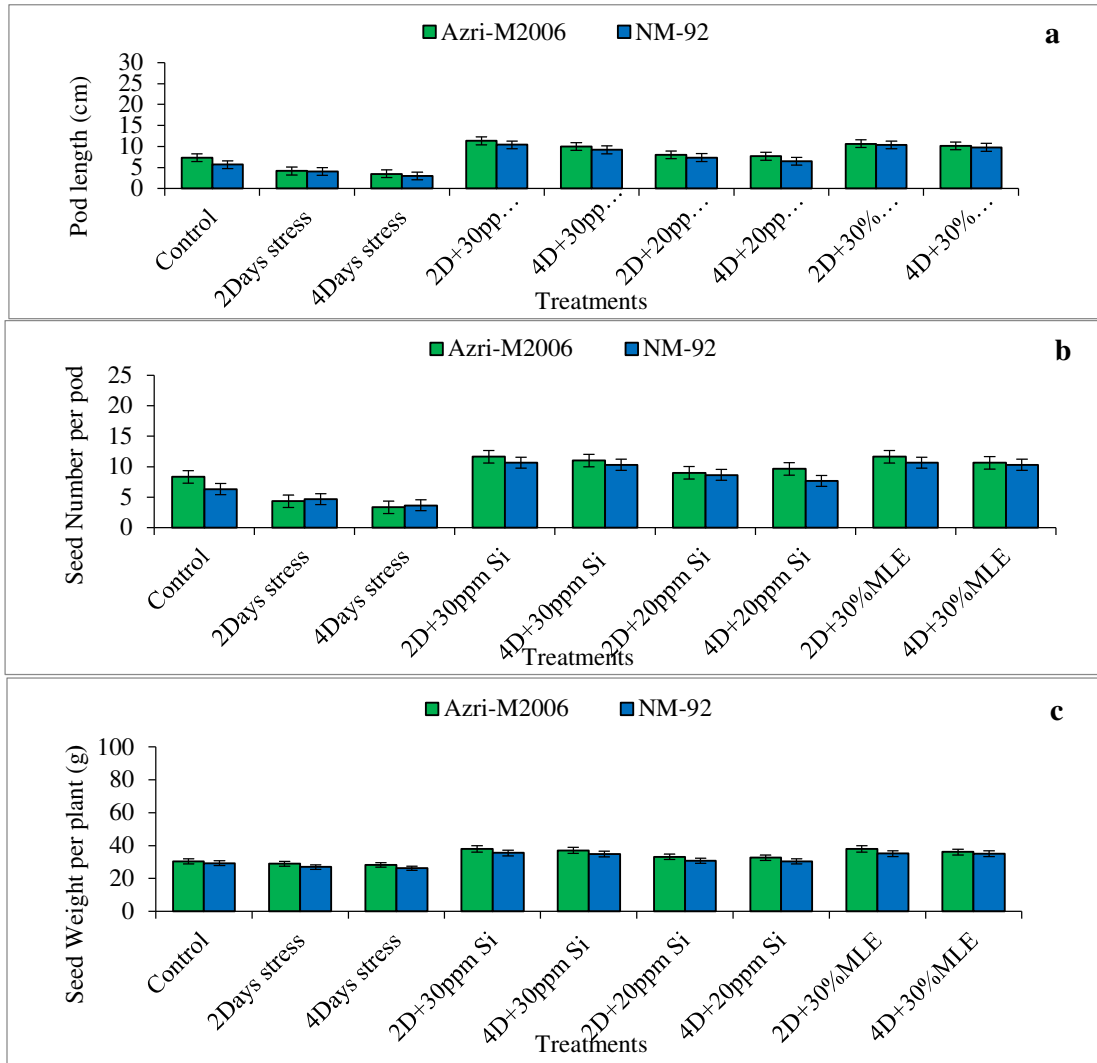 Azri-M2006 NM-92 a
Pod length (cm)
30
25
20
15
10
5
0
Control 2Days stress 4Days stress 2D+30pp… 4D+30pp… 2D+20pp… 4D+20pp… 2D+30%… 4D+30%…
Treatments
Azri-M2006 NM-92 b
Seed Number per pod
25
20
15
10
5
0
Control 2Days stress 4Days stress 2D+30ppm Si 4D+30ppm Si 2D+20ppm Si 4D+20ppm Si 2D+30%MLE 4D+30%MLE
Treatments
Azri-M2006 NM-92 c
Seed Weight per plant (g)
100
80
60
40
20
0
Control 2Days stress 4Days stress 2D+30ppm Si 4D+30ppm Si 2D+20ppm Si 4D+20ppm Si 2D+30%MLE 4D+30%MLE
Treatments